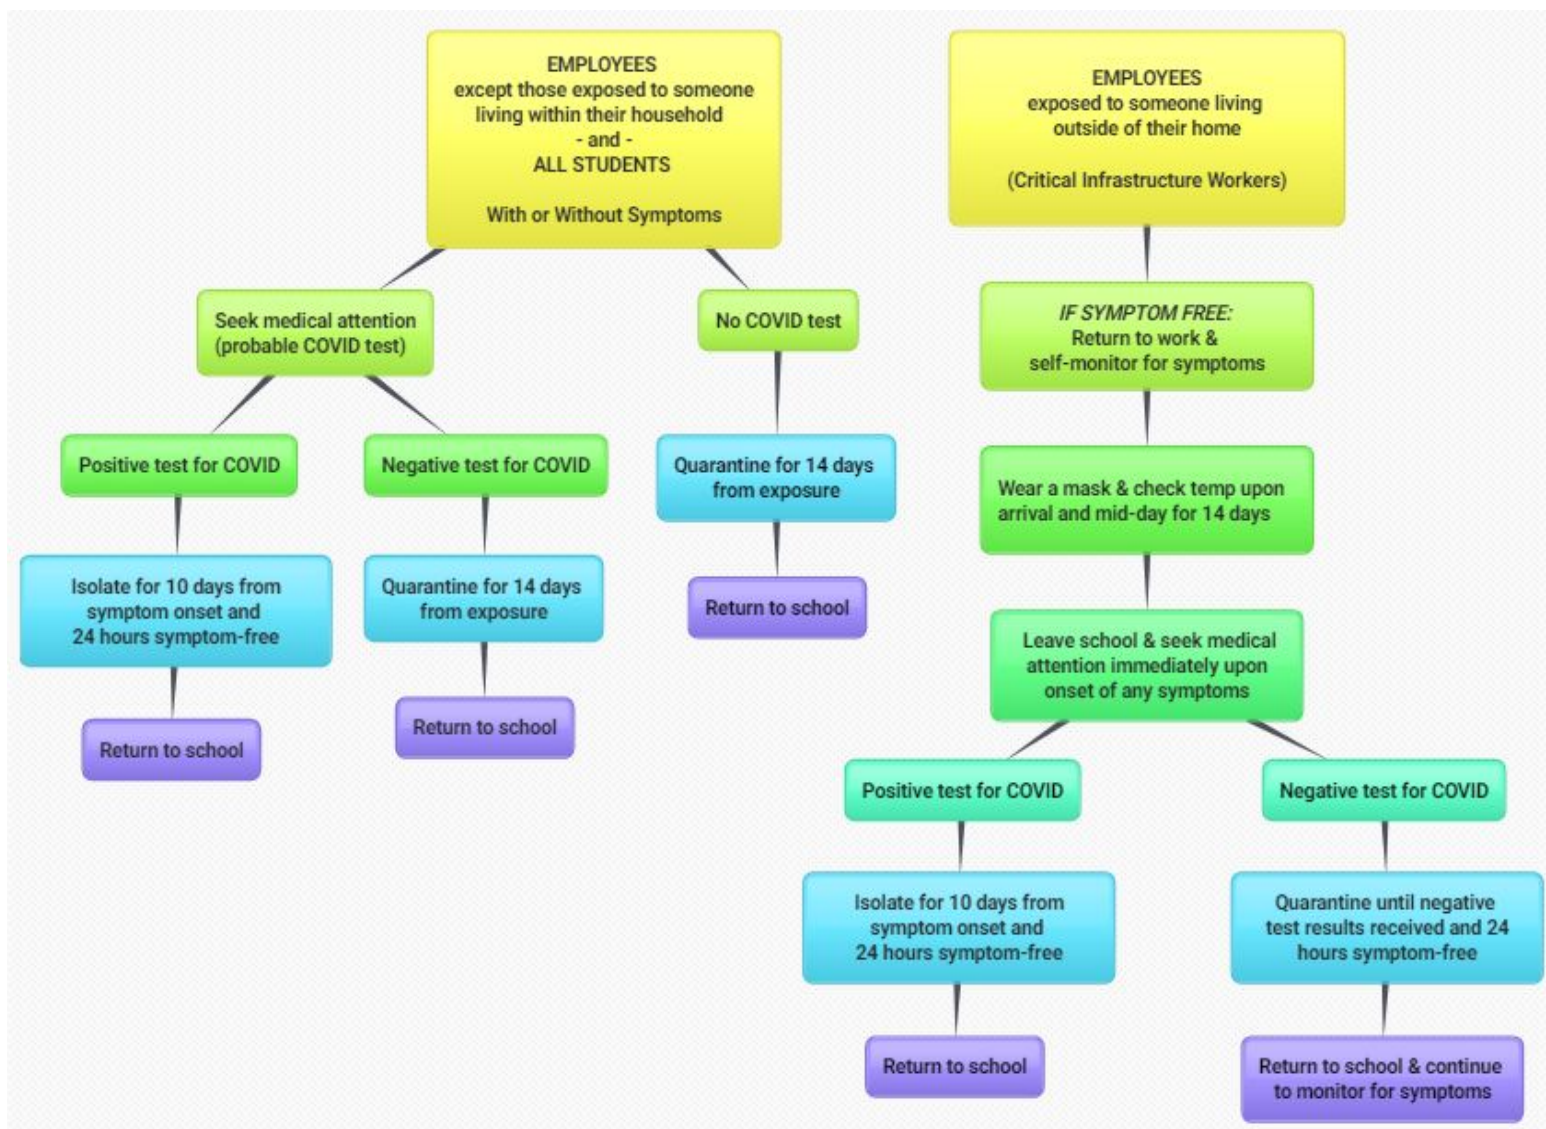 EMPLOYEES
except those exposed to someone
living within their household
- and -
ALL STUDENTS
With or Without Symptoms
Seek medical attention
(probable COVID test)
No COVID test
Positive test for COVID
Negative test for COVID
Quarantine for 14 days
from exposure
Isolate for 10 days from
symptom onset and
24 hours symptom-free
Quarantine for 14 days
from exposure
Return to school
Return to school
Return to school
EMPLOYEES
exposed to someone living
outside of their home
(Critical Infrastructure Workers)
IF SYMPTOM FREE:
Return to work &
self-monitor for symptoms
Wear a mask & check temp upon
arrival and mid-day for 14 days
Leave school & seek medical
attention immediately upon
onset of any symptoms
Positive test for COVID
Negative test for COVID
Isolate for 10 days from
symptom onset and
24 hours symptom-free
Quarantine until negative
test results received and 24
hours symptom-free
Return to school
Return to school & continue
to monitor for symptoms